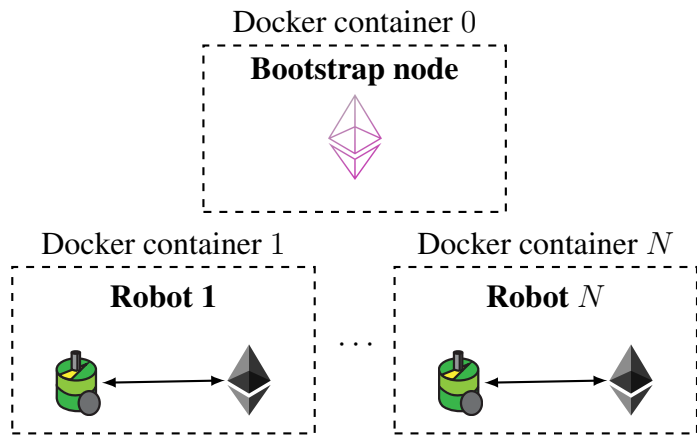 Docker container 0
Bootstrap node
Docker container 1
Docker container N
Robot 1
Robot N
...